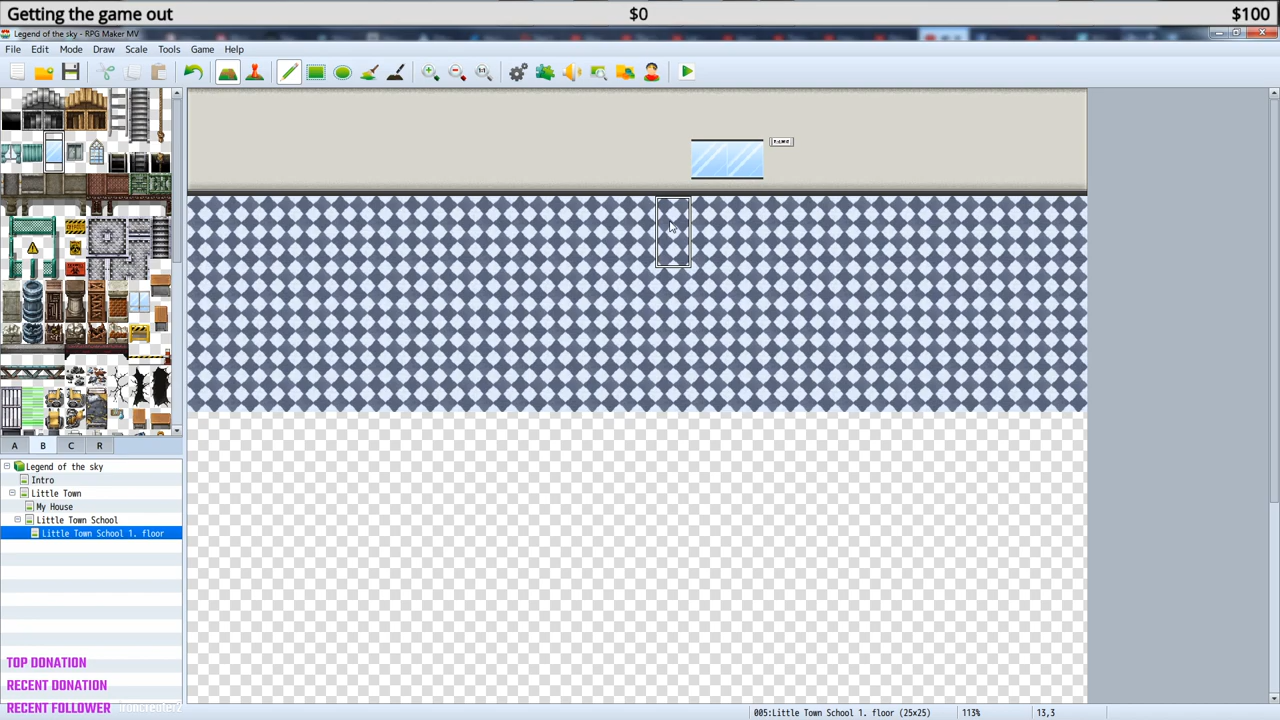 Getting the game out $0 $100
Legend of the sky - RPG Maker MV
File Edit Mode Draw Scale Tools Game Help
A B C R
Legend of the sky
Intro
Little Town
My House
Little Town School
Little Town School 1. floor
TOP DONATION
RECENT DONATION
RECENT FOLLOWER ironcreeter2
005:Little Town School 1. floor (25x25) 113% 13,3